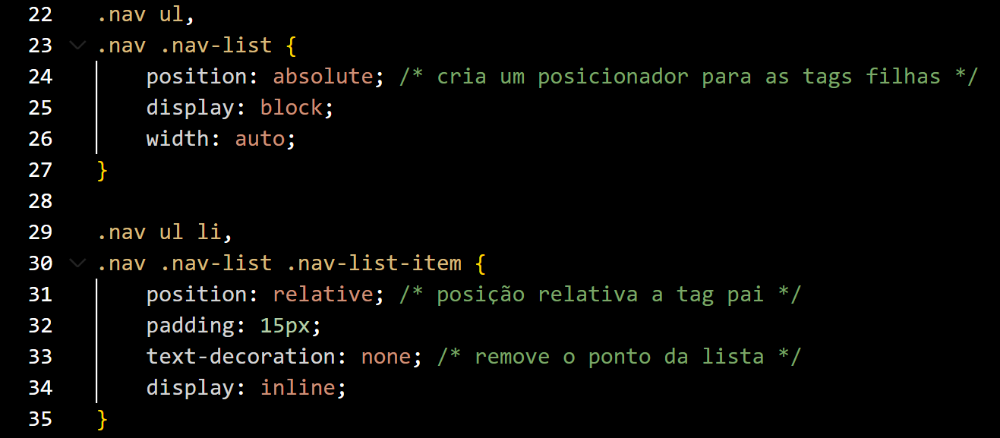 22 .nav ul,
23 .nav .nav-list {
24 position: absolute; /* cria um posicionador para as tags filhas */
25 display: block;
26 width: auto;
27 }
28
29 .nav ul li,
30 .nav .nav-list .nav-list-item {
31 position: relative; /* posição relativa a tag pai */
32 padding: 15px;
33 text-decoration: none; /* remove o ponto da lista */
34 display: inline;
35 }